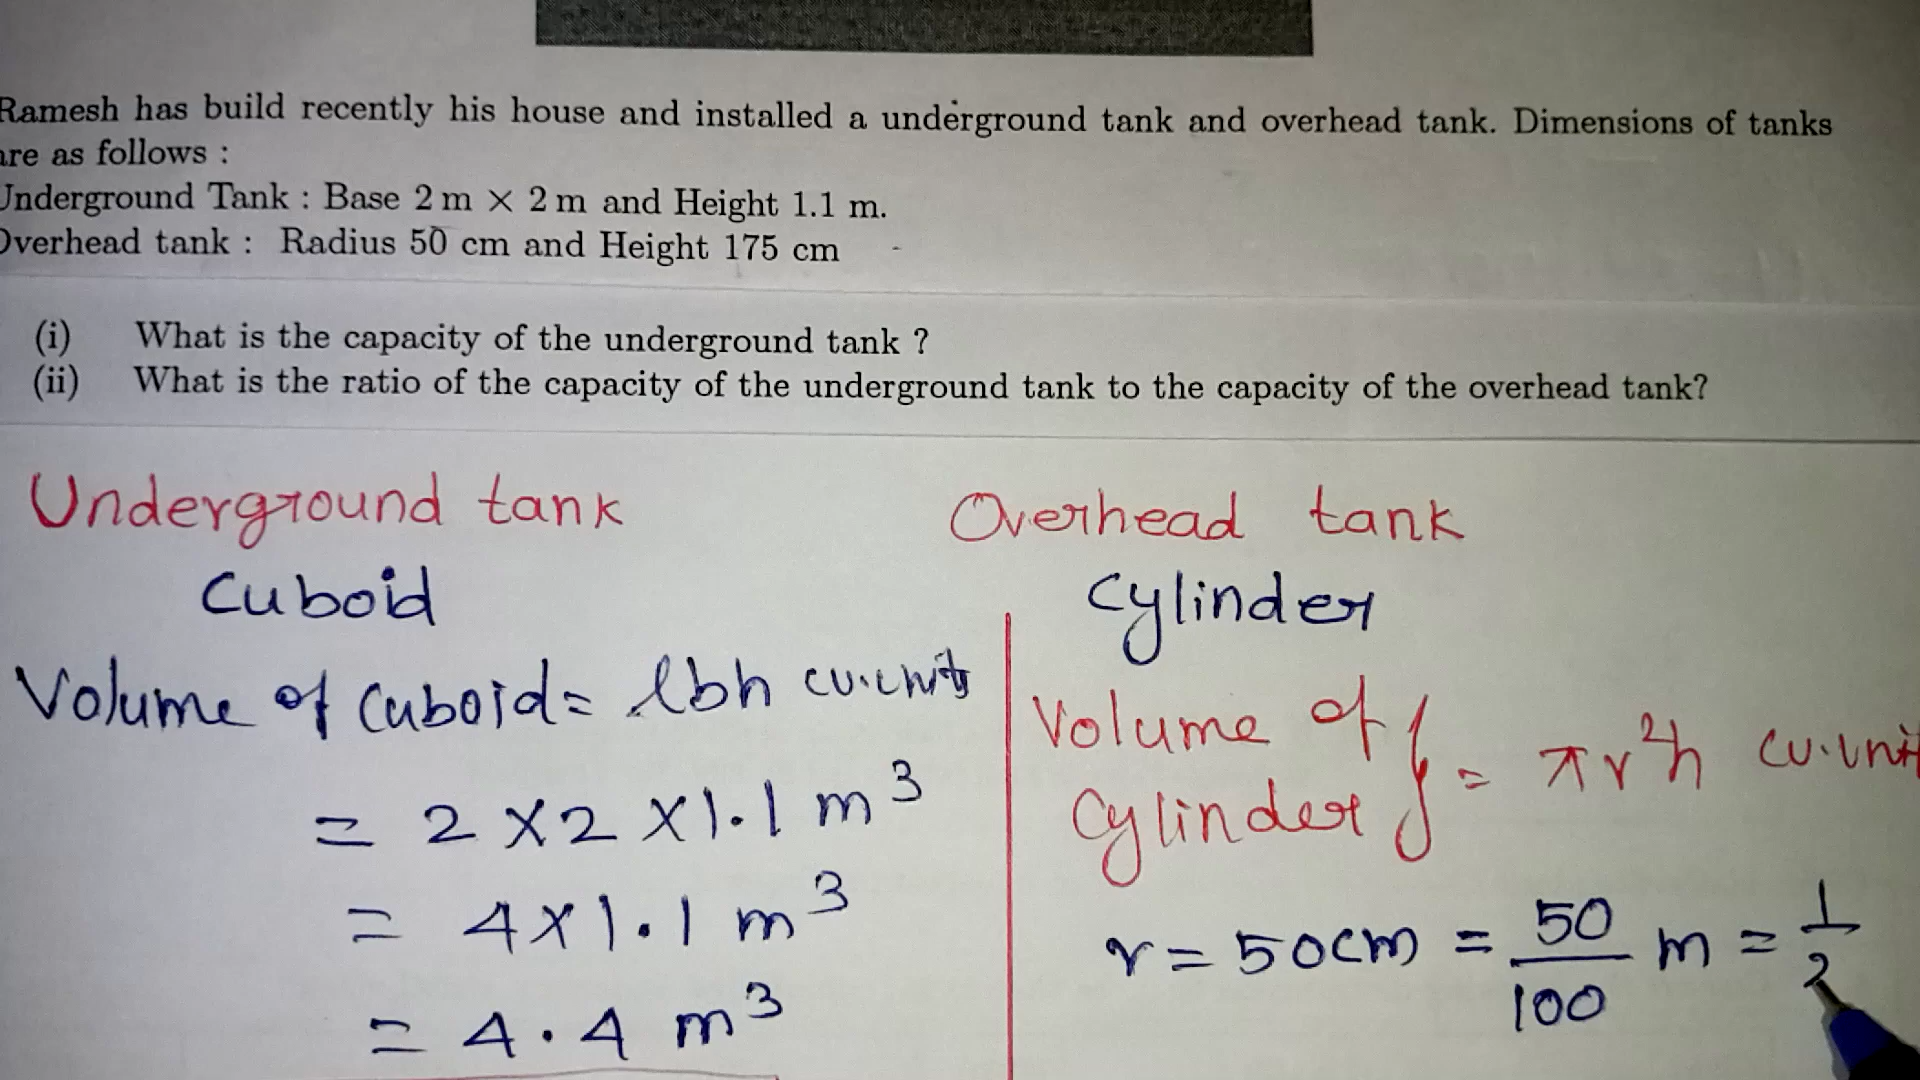 Ramesh has build recently his house and installed a underground tank and overhead tank. Dimensions of tanks
are as follows :
Underground Tank : Base 2 m × 2 m and Height 1.1 m.
Overhead tank : Radius 50 cm and Height 175 cm
(i) What is the capacity of the underground tank ?
(ii) What is the ratio of the capacity of the underground tank to the capacity of the overhead tank?
Underground tank
Cuboid
Volume of Cuboid = lbh cu.units
= 2 × 2 × 1.1 m³
= 4 × 1.1 m³
= 4.4 m³
Overhead tank
Cylinder
Volume of
Cylinder } = πr²h cu.unit
r = 50cm = 50/100 m = 1/2